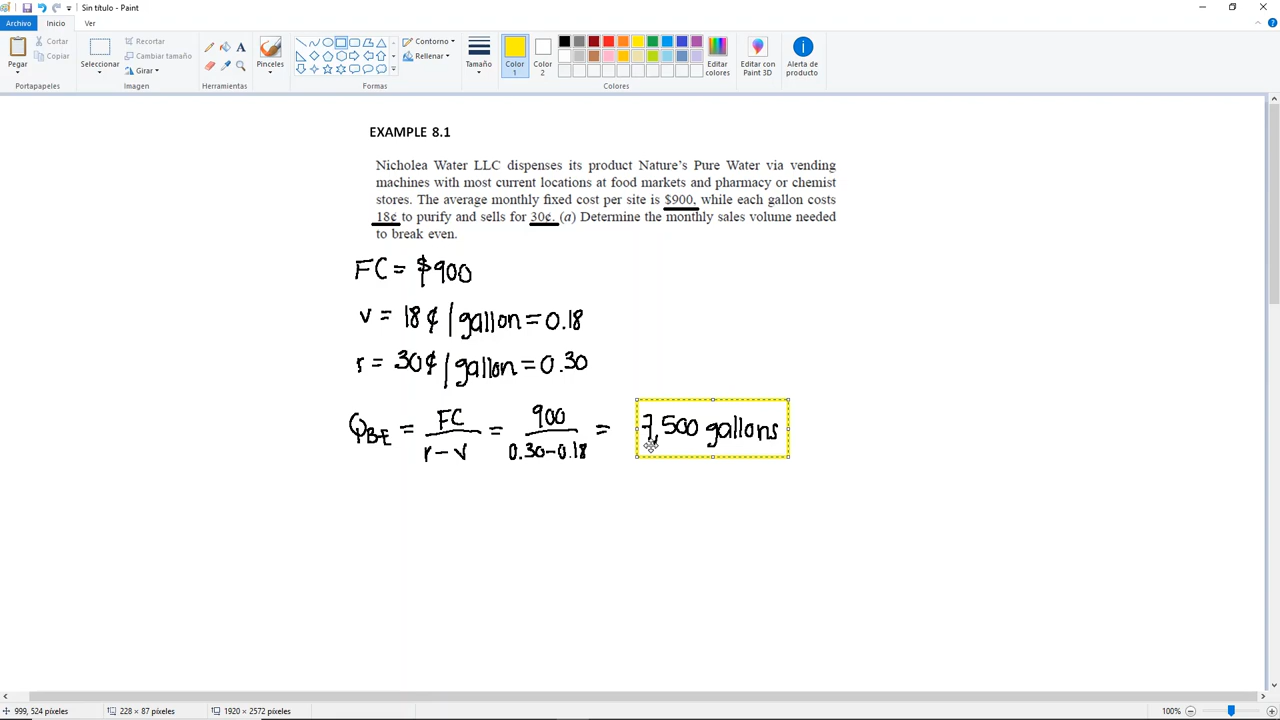 Sin título - Paint
Archivo Inicio Ver
Pegar
Cortar
Copiar
Portapapeles
Seleccionar
Recortar
Cambiar tamaño
Girar
Imagen
Herramientas
Pinceles
Contorno
Rellenar
Formas
Tamaño
Color 1
Color 2
Editar colores
Colores
Editar con Paint 3D
Alerta de producto
EXAMPLE 8.1
Nicholea Water LLC dispenses its product Nature's Pure Water via vending
machines with most current locations at food markets and pharmacy or chemist
stores. The average monthly fixed cost per site is $900, while each gallon costs
18¢ to purify and sells for 30¢. (a) Determine the monthly sales volume needed
to break even.
FC = $900
v = 18¢/gallon = 0.18
r = 30¢/gallon = 0.30
QBE = FC / r - v = 900 / 0.30-0.18 = 7,500 gallons
999, 524 píxeles 228 × 87 píxeles 1920 × 2572 píxeles 100%